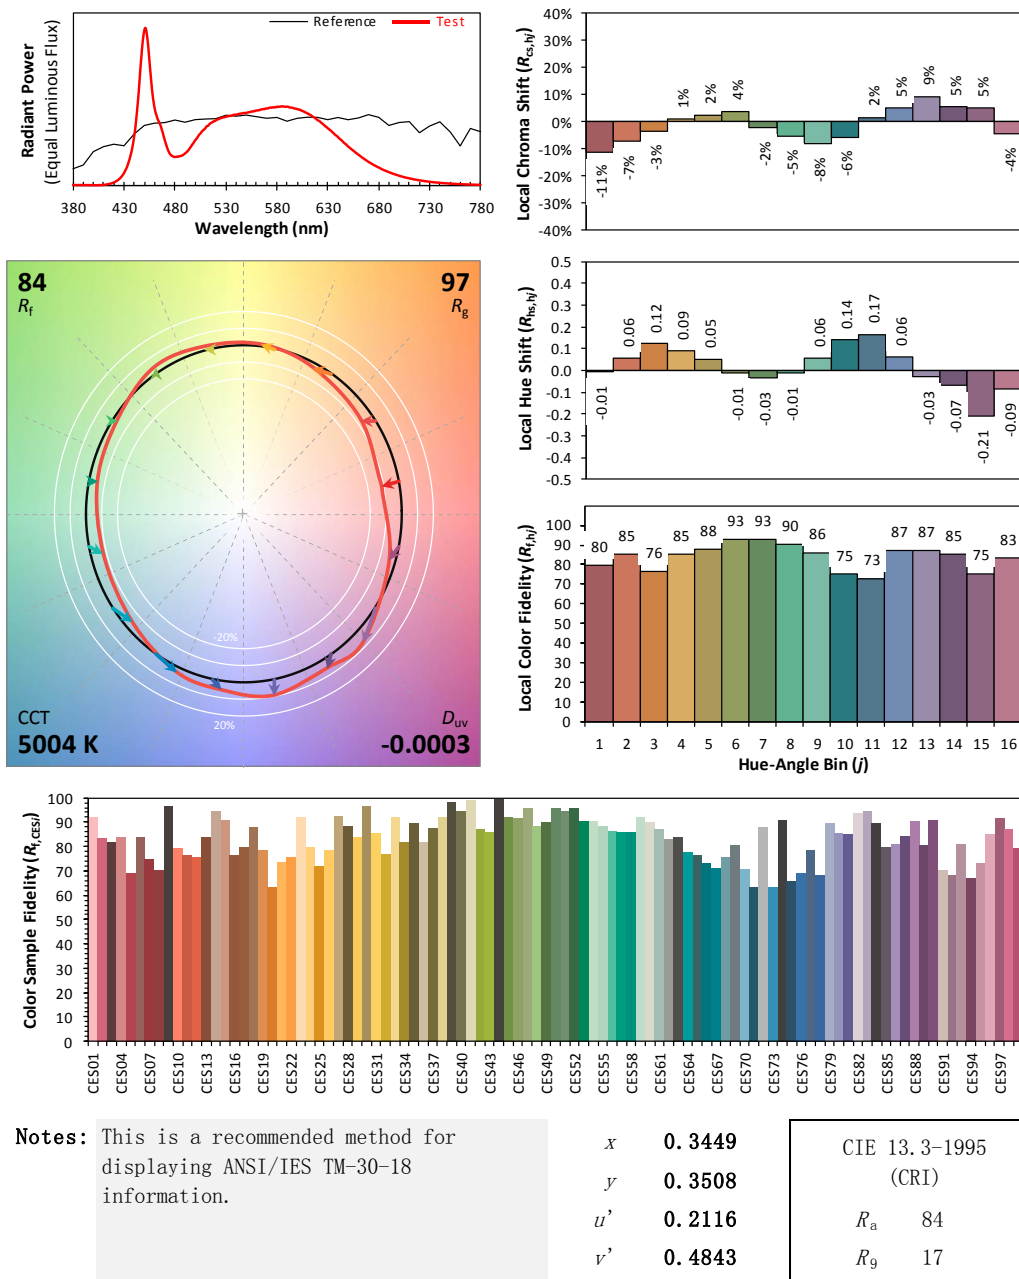 Radiant Power
(Equal Luminous Flux)
Reference
Test
380 430 480 530 580 630 680 730 780
Wavelength (nm)
Local Chroma Shift (Rcs,hj)
40%
30%
20%
10%
0%
-10%
-20%
-30%
-40%
-11% -7% -3% 1% 2% 4% -2% -5% -8% -6% 2% 5% 9% 5% 5% -4%
84
Rf
97
Rg
-20%
20%
CCT
5004 K
Duv
-0.0003
Local Hue Shift (Rhs,hj)
0.5
0.4
0.3
0.2
0.1
0.0
-0.1
-0.2
-0.3
-0.4
-0.5
-0.01 0.06 0.12 0.09 0.05 -0.01 -0.03 -0.01 0.06 0.14 0.17 0.06 -0.03 -0.07 -0.21 -0.09
Local Color Fidelity (Rf,hj)
100
90
80
70
60
50
40
30
20
10
0
80 85 76 85 88 93 93 90 86 75 73 87 87 85 75 83
1 2 3 4 5 6 7 8 9 10 11 12 13 14 15 16
Hue-Angle Bin (j)
Color Sample Fidelity (Rf,CESi)
100
90
80
70
60
50
40
30
20
10
0
CES01 CES04 CES07 CES10 CES13 CES16 CES19 CES22 CES25 CES28 CES31 CES34 CES37 CES40 CES43 CES46 CES49 CES52 CES55 CES58 CES61 CES64 CES67 CES70 CES73 CES76 CES79 CES82 CES85 CES88 CES91 CES94 CES97
Notes: This is a recommended method for
displaying ANSI/IES TM-30-18
information.
x 0.3449
y 0.3508
u' 0.2116
v' 0.4843
CIE 13.3-1995
(CRI)
Ra 84
R9 17